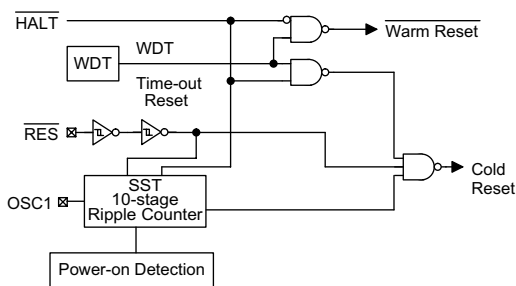 HALT
WDT
WDT
Time-out
Reset
Warm Reset
RES
Cold
Reset
OSC1
SST
10-stage
Ripple Counter
Power-on Detection